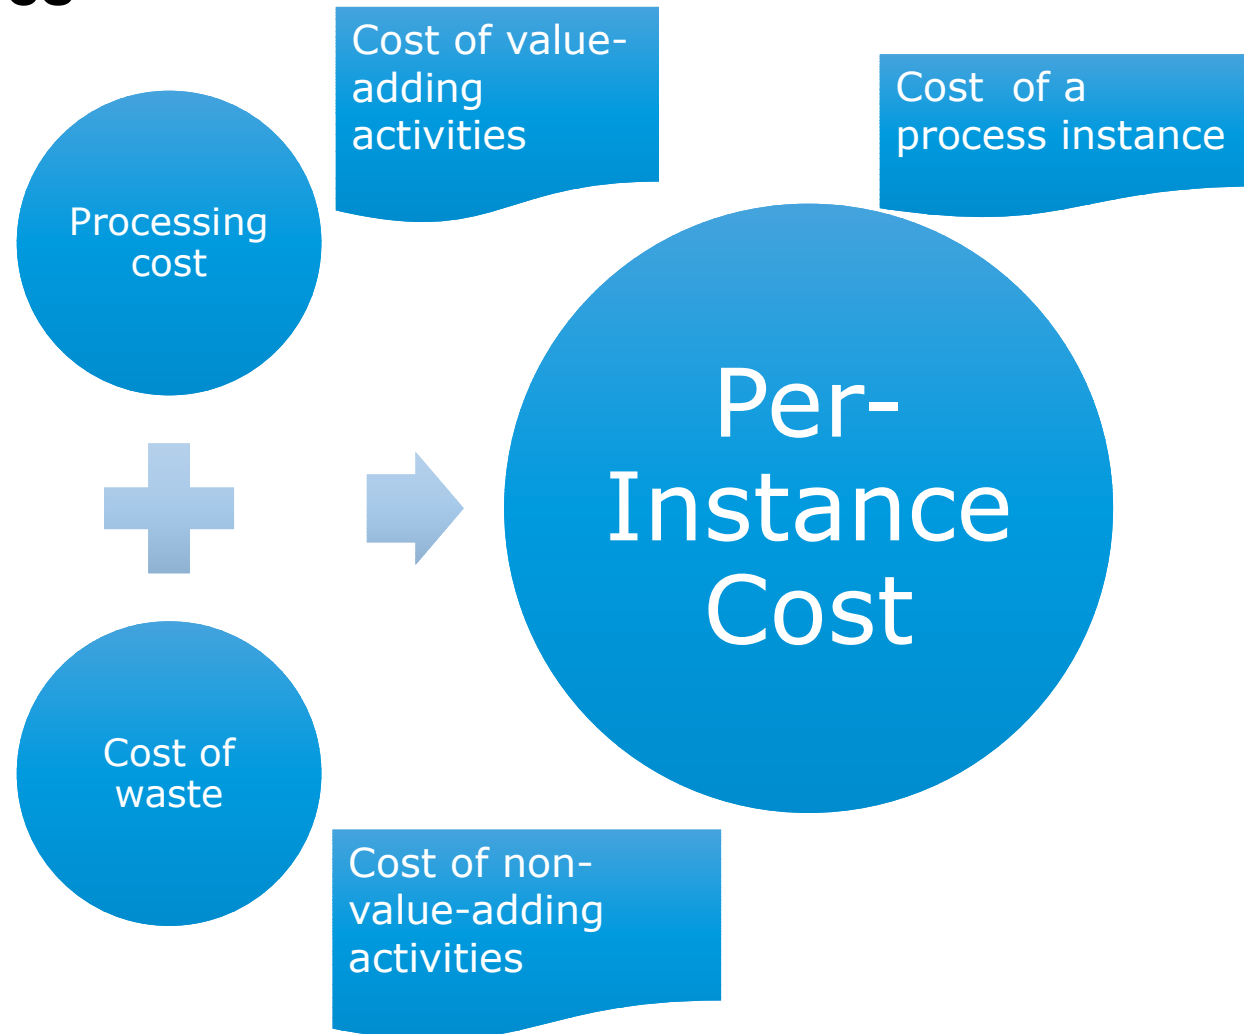 Cost of value-
adding
activities
Cost  of a
process instance
Processing
cost
Per-
Instance
Cost
Cost of
waste
Cost of non-
value-adding
activities